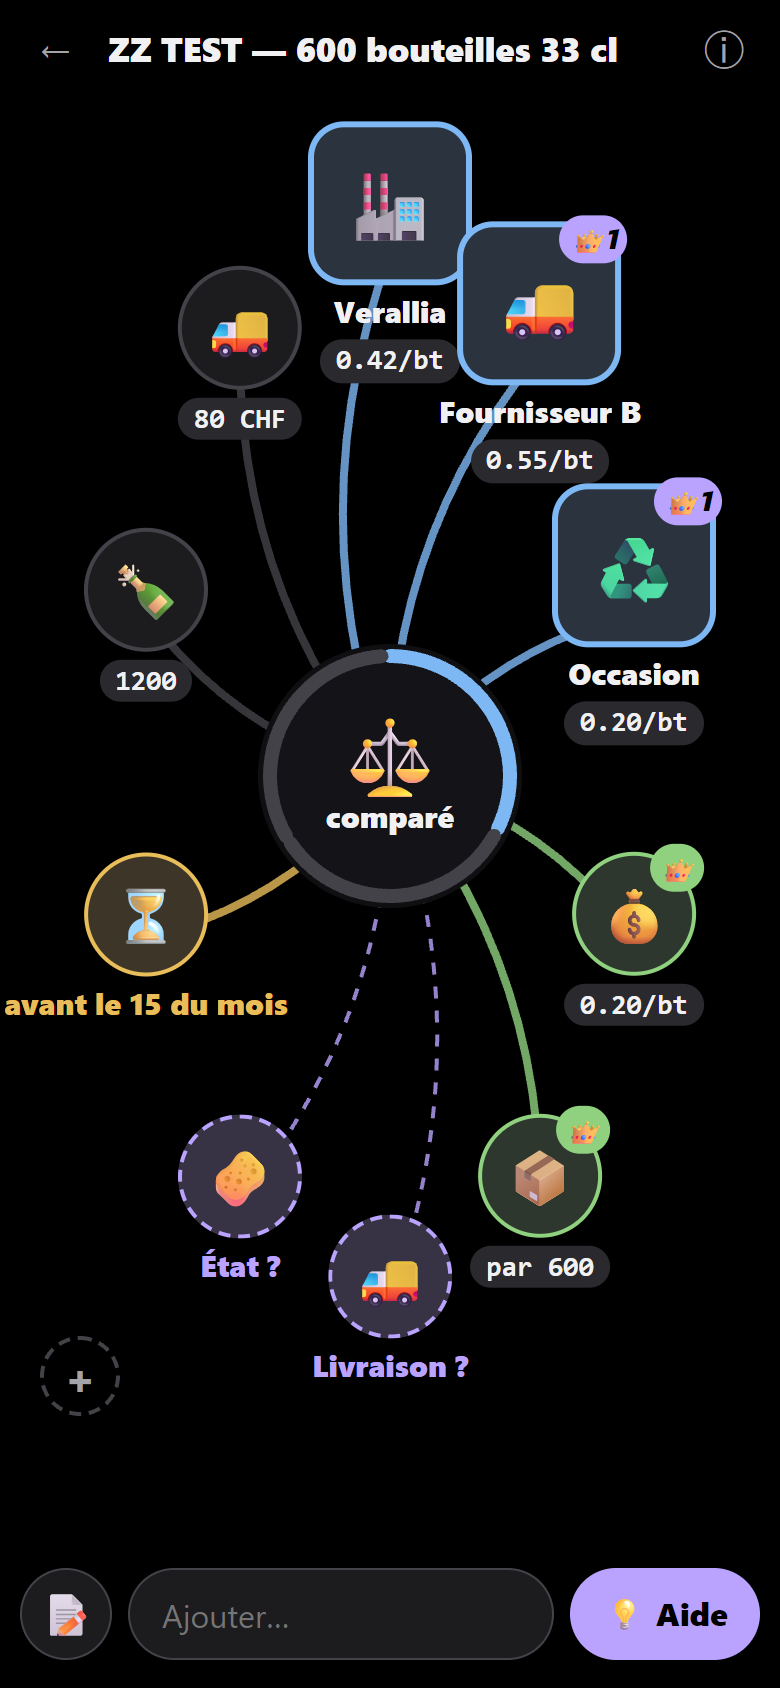 ← ZZ TEST — 600 bouteilles 33 cl ⓘ
1
Verallia
0.42/bt
80 CHF
Fournisseur B
0.55/bt
1
Occasion
0.20/bt
1200
comparé
avant le 15 du mois
0.20/bt
État ?
par 600
Livraison ?
+
Ajouter...
Aide